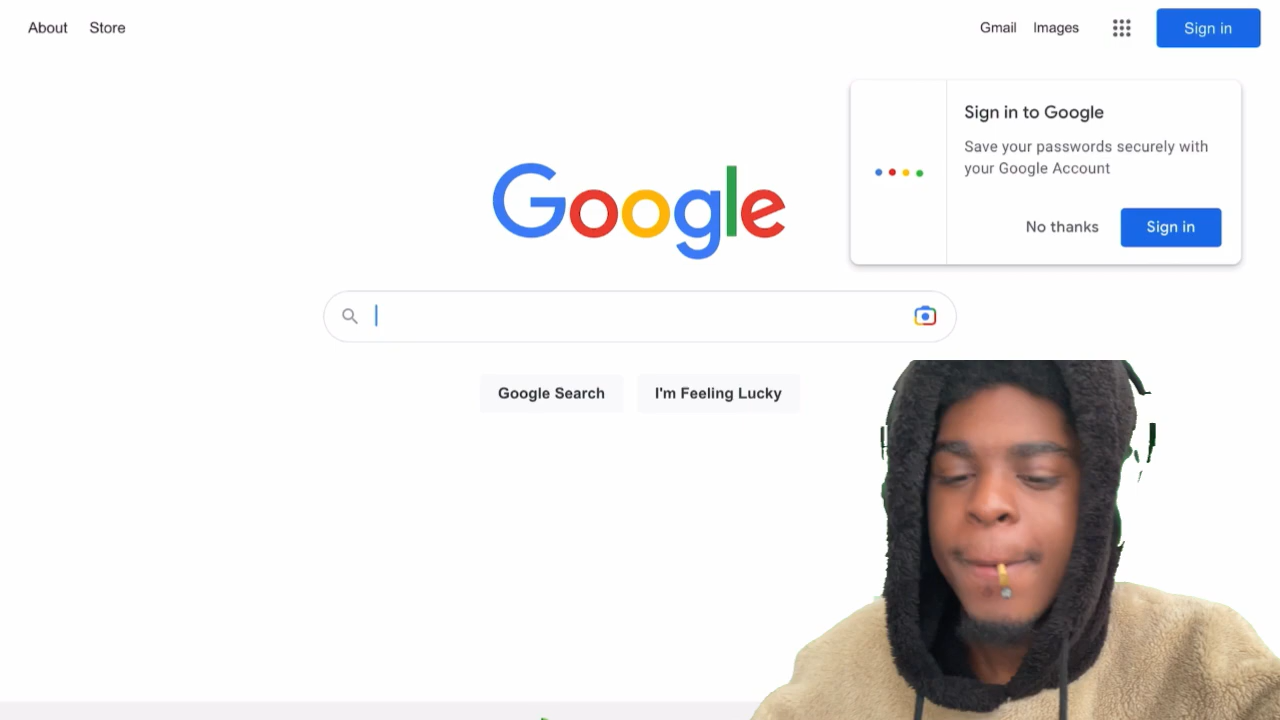 About Store
Gmail Images Sign in
Sign in to Google
Save your passwords securely with
your Google Account
No thanks Sign in
Google
Google Search I'm Feeling Lucky